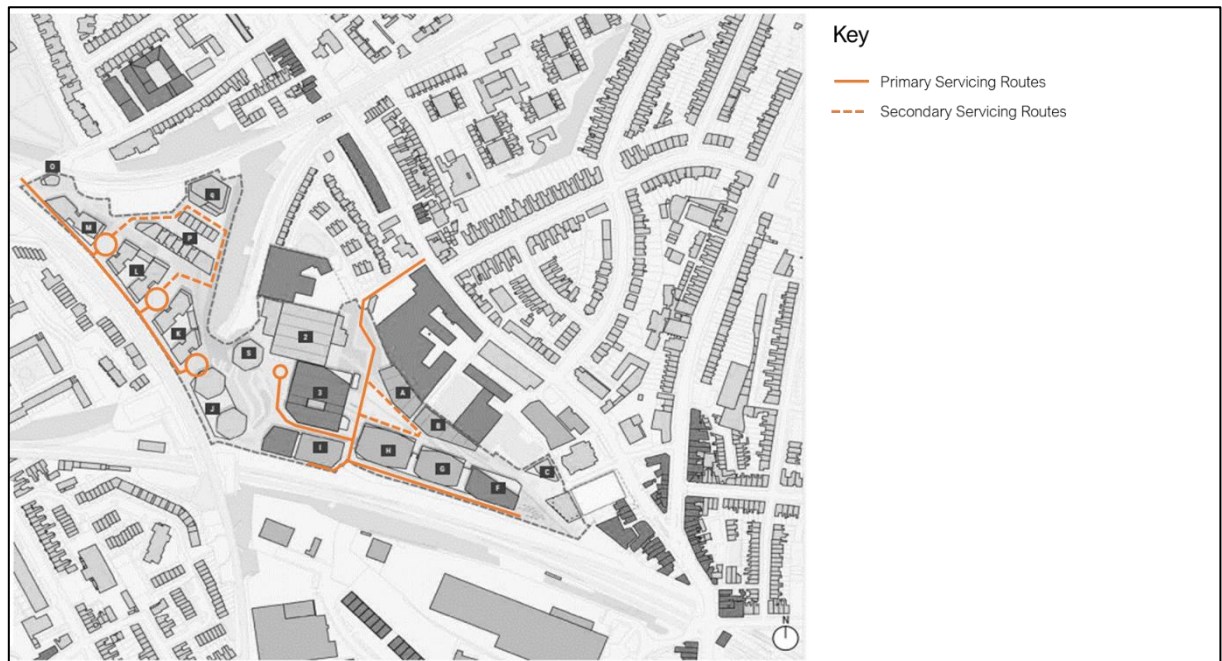 Key
Primary Servicing Routes
Secondary Servicing Routes
O
Q
M
P
L
K
S
2
J
3
A
B
I
H
G
C
F
N